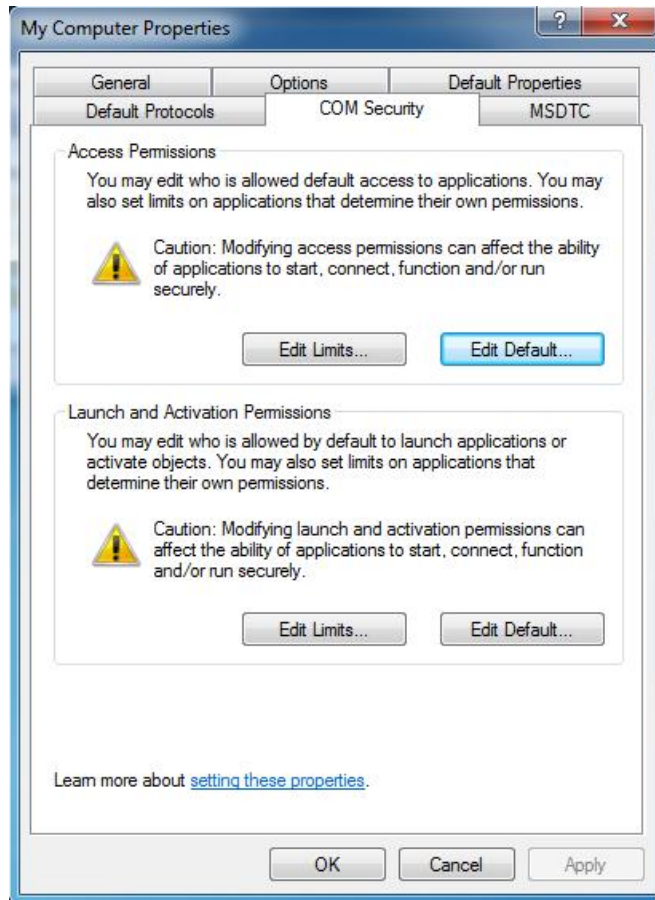 My Computer Properties
?
X
General
Options
Default Properties
Default Protocols
COM Security
MSDTC
Access Permissions
You may edit who is allowed default access to applications. You may
also set limits on applications that determine their own permissions.
Caution: Modifying access permissions can affect the ability
of applications to start, connect, function and/or run
securely.
Edit Limits...
Edit Default...
Launch and Activation Permissions
You may edit who is allowed by default to launch applications or
activate objects. You may also set limits on applications that
determine their own permissions.
Caution: Modifying launch and activation permissions can
affect the ability of applications to start, connect, function
and/or run securely.
Edit Limits...
Edit Default...
Learn more about setting these properties.
OK
Cancel
Apply